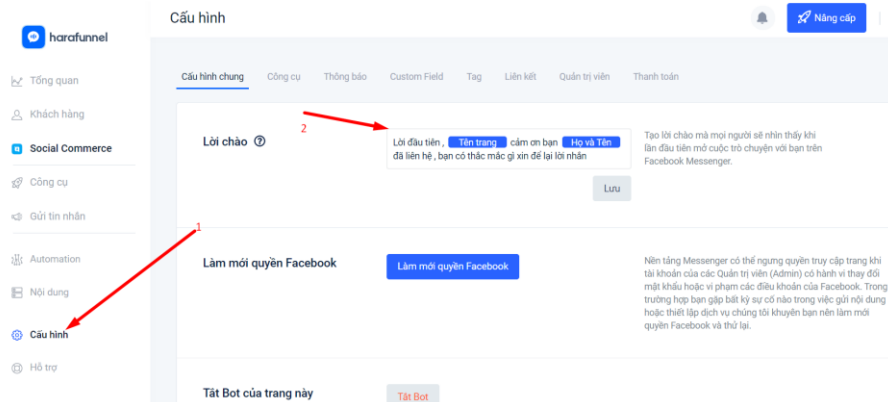 harafunnel
Tổng quan
Khách hàng
Social Commerce
Công cụ
Gửi tin nhắn
Automation
Nội dung
Cấu hình
Hỗ trợ
1
Cấu hình
Nâng cấp
Cấu hình chung Công cụ Thông báo Custom Field Tag Liên kết Quản trị viên Thanh toán
2
Lời chào
Lời đầu tiên , Tên trang cảm ơn bạn Họ và Tên
đã liên hệ , bạn có thắc mắc gì xin để lại lời nhắn
Lưu
Tạo lời chào mà mọi người sẽ nhìn thấy khi
lần đầu tiên mở cuộc trò chuyện với bạn trên
Facebook Messenger.
Làm mới quyền Facebook
Làm mới quyền Facebook
Nền tảng Messenger có thể ngưng quyền truy cập trang khi
tài khoản của các Quản trị viên (Admin) có hành vi thay đổi
mật khẩu hoặc vi phạm các điều khoản của Facebook. Trong
trường hợp bạn gặp bất kỳ sự cố nào trong việc gửi nội dung
hoặc thiết lập dịch vụ chúng tôi khuyên bạn nên làm mới
quyền Facebook và thử lại.
Tắt Bot của trang này
Tắt Bot